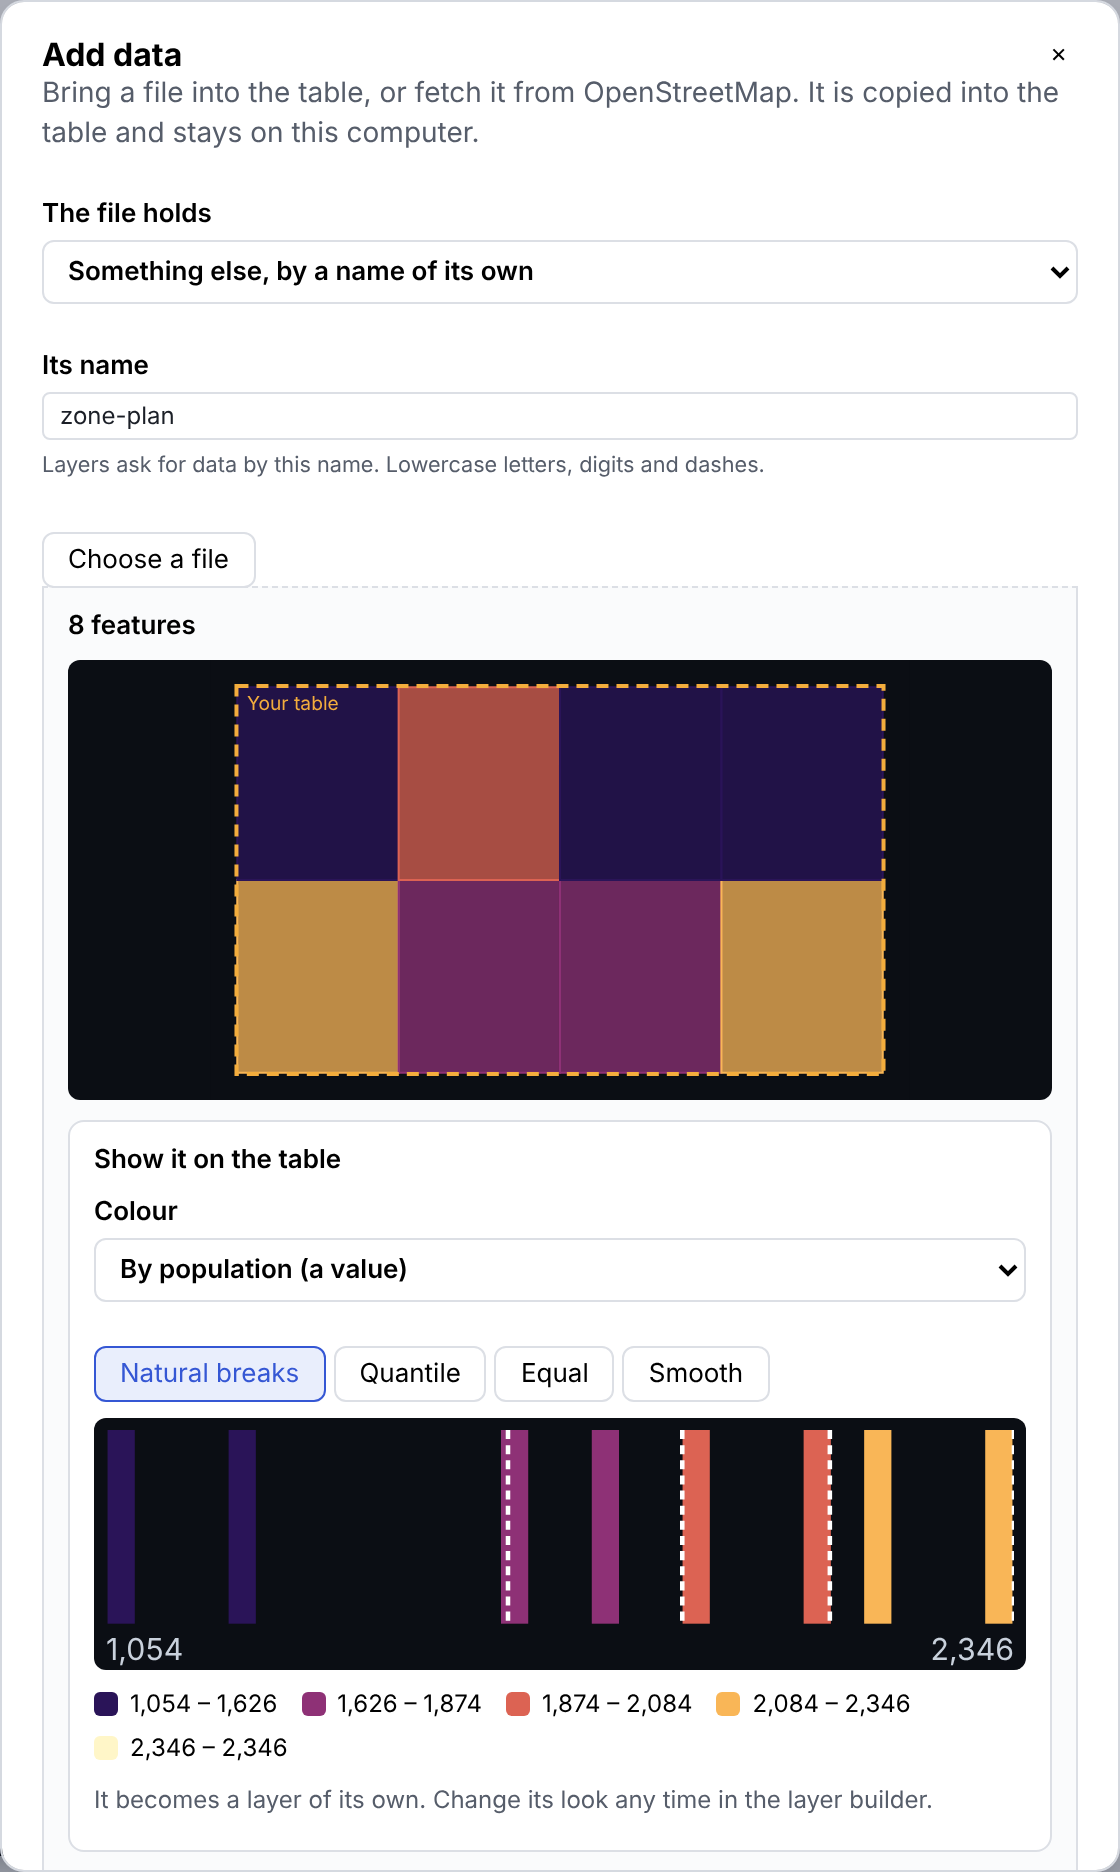 Add data
×
Bring a file into the table, or fetch it from OpenStreetMap. It is copied into the
table and stays on this computer.
The file holds
Something else, by a name of its own
Its name
zone-plan
Layers ask for data by this name. Lowercase letters, digits and dashes.
Choose a file
8 features
Your table
Show it on the table
Colour
By population (a value)
Natural breaks Quantile Equal Smooth
1,054 2,346
1,054 – 1,626 1,626 – 1,874 1,874 – 2,084 2,084 – 2,346
2,346 – 2,346
It becomes a layer of its own. Change its look any time in the layer builder.